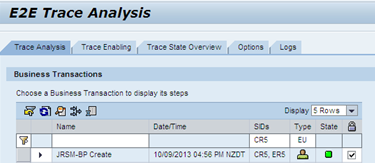 E2E Trace Analysis
Trace Analysis Trace Enabling Trace State Overview Options Logs
Business Transactions
Choose a Business Transaction to display its steps
Display 5 Rows
Name Date/Time SIDs Type State
CR5 EU
JRSM-BP Create 10/09/2013 04:56 PM NZDT CR5, ER5